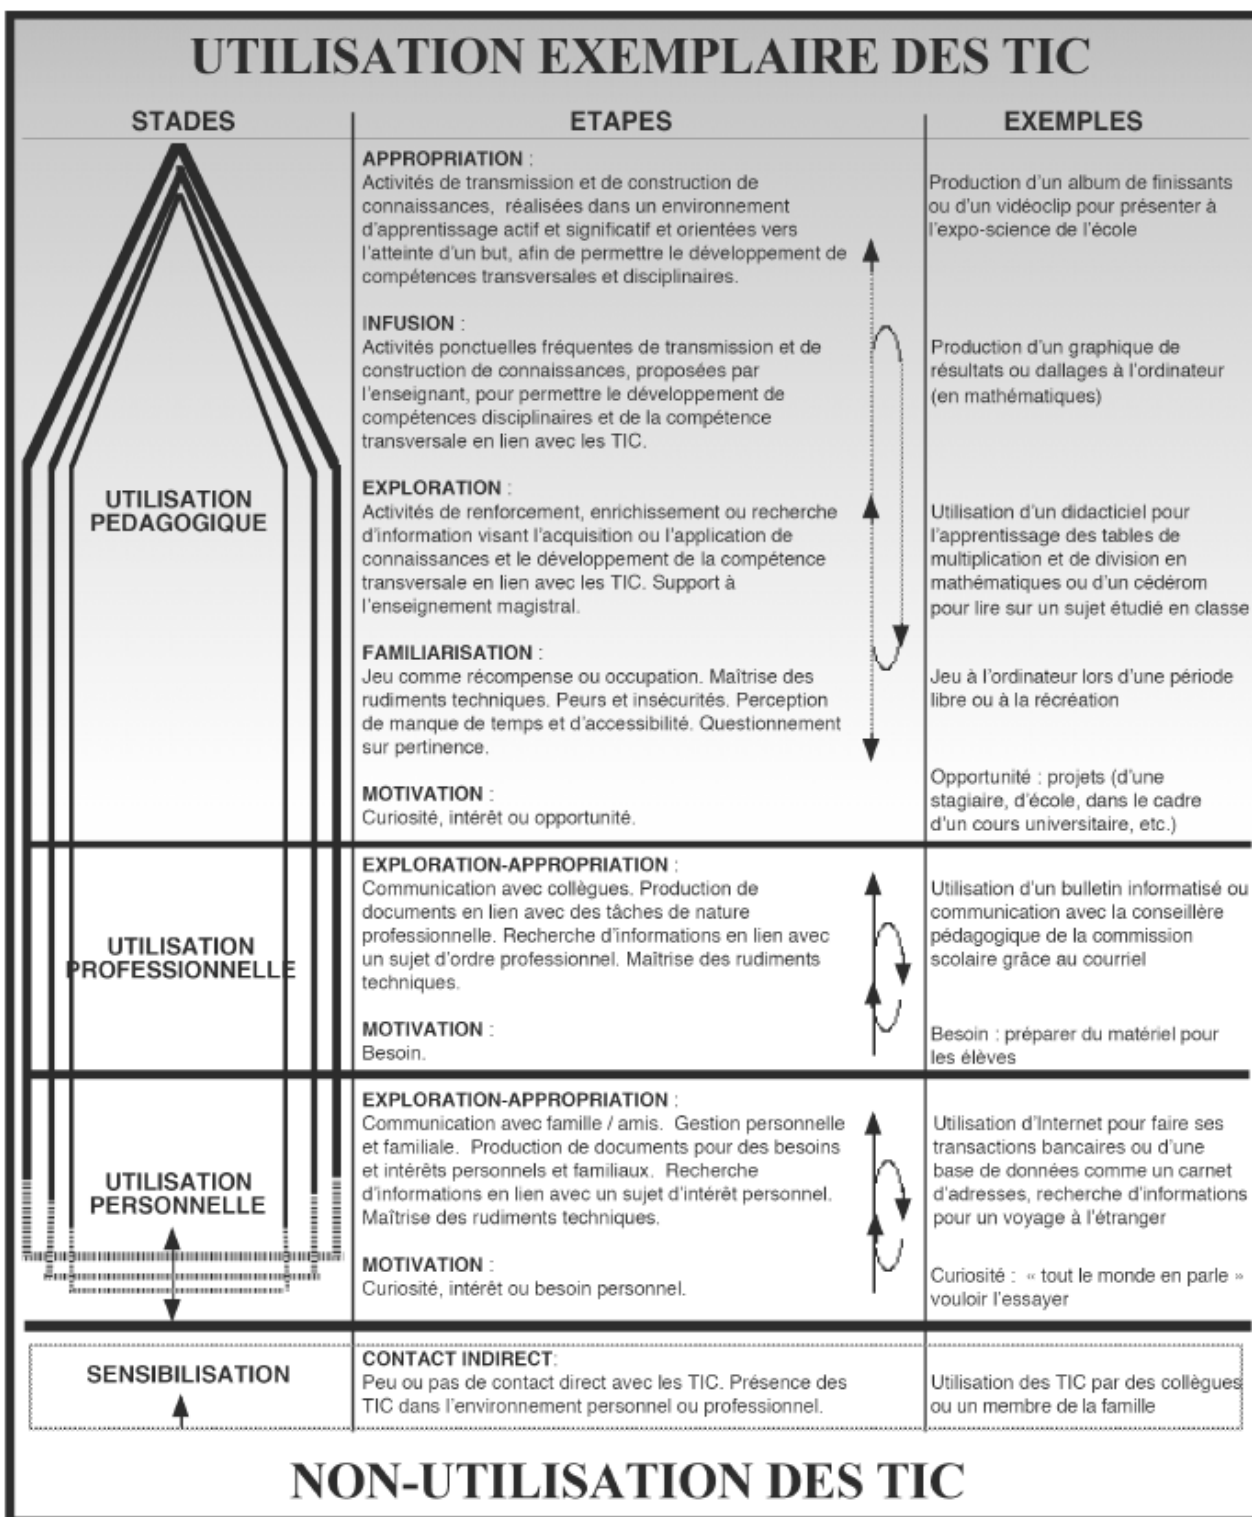 UTILISATION EXEMPLAIRE DES TIC
STADES
ETAPES
EXEMPLES
APPROPRIATION :
Activités de transmission et de construction de
connaissances, réalisées dans un environnement
d'apprentissage actif et significatif et orientées vers
l'atteinte d'un but, afin de permettre le développement de
compétences transversales et disciplinaires.
Production d'un album de finissants
ou d'un vidéoclip pour présenter à
l'expo-science de l'école
INFUSION :
Activités ponctuelles fréquentes de transmission et de
construction de connaissances, proposées par
l'enseignant, pour permettre le développement de
compétences disciplinaires et de la compétence
transversale en lien avec les TIC.
Production d'un graphique de
résultats ou dallages à l'ordinateur
(en mathématiques)
UTILISATION
PEDAGOGIQUE
EXPLORATION :
Activités de renforcement, enrichissement ou recherche
d'information visant l'acquisition ou l'application de
connaissances et le développement de la compétence
transversale en lien avec les TIC. Support à
l'enseignement magistral.
Utilisation d'un didacticiel pour
l'apprentissage des tables de
multiplication et de division en
mathématiques ou d'un cédérom
pour lire sur un sujet étudié en classe
FAMILIARISATION :
Jeu comme récompense ou occupation. Maîtrise des
rudiments techniques. Peurs et insécurités. Perception
de manque de temps et d'accessibilité. Questionnement
sur pertinence.
Jeu à l'ordinateur lors d'une période
libre ou à la récréation
MOTIVATION :
Curiosité, intérêt ou opportunité.
Opportunité : projets (d'une
stagiaire, d'école, dans le cadre
d'un cours universitaire, etc.)
UTILISATION
PROFESSIONNELLE
EXPLORATION-APPROPRIATION :
Communication avec collègues. Production de
documents en lien avec des tâches de nature
professionnelle. Recherche d'informations en lien avec
un sujet d'ordre professionnel. Maîtrise des rudiments
techniques.
Utilisation d'un bulletin informatisé ou
communication avec la conseillère
pédagogique de la commission
scolaire grâce au courriel
MOTIVATION :
Besoin.
Besoin : préparer du matériel pour
les élèves
UTILISATION
PERSONNELLE
EXPLORATION-APPROPRIATION :
Communication avec famille / amis. Gestion personnelle
et familiale. Production de documents pour des besoins
et intérêts personnels et familiaux. Recherche
d'informations en lien avec un sujet d'intérêt personnel.
Maîtrise des rudiments techniques.
Utilisation d'Internet pour faire ses
transactions bancaires ou d'une
base de données comme un carnet
d'adresses, recherche d'informations
pour un voyage à l'étranger
MOTIVATION :
Curiosité, intérêt ou besoin personnel.
Curiosité : « tout le monde en parle »
vouloir l'essayer
SENSIBILISATION
CONTACT INDIRECT:
Peu ou pas de contact direct avec les TIC. Présence des
TIC dans l'environnement personnel ou professionnel.
Utilisation des TIC par des collègues
ou un membre de la famille
NON-UTILISATION DES TIC